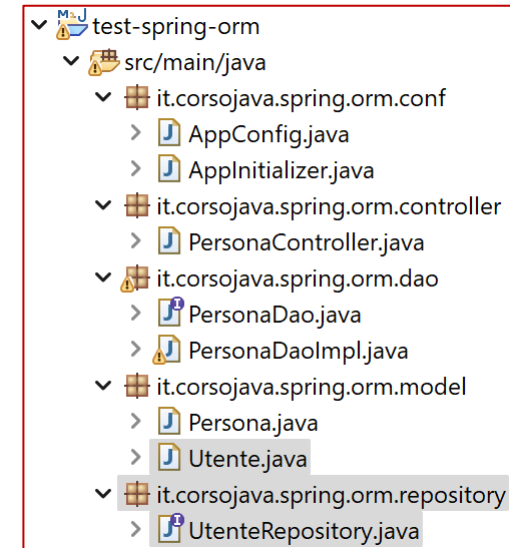 test-spring-orm
src/main/java
it.corsojava.spring.orm.conf
AppConfig.java
AppInitializer.java
it.corsojava.spring.orm.controller
PersonaController.java
it.corsojava.spring.orm.dao
PersonaDao.java
PersonaDaoImpl.java
it.corsojava.spring.orm.model
Persona.java
Utente.java
it.corsojava.spring.orm.repository
UtenteRepository.java